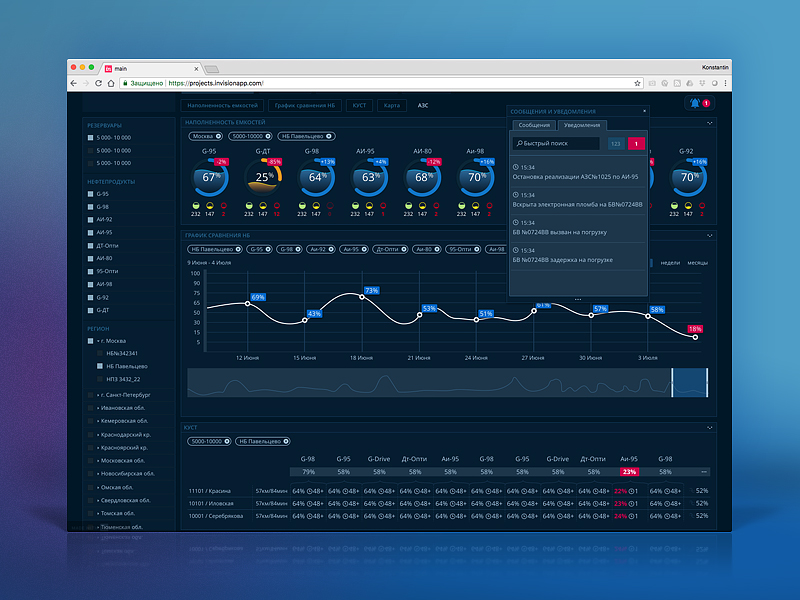 main
Konstantin
Защищено
https://projects.invisionapp.com/
Наполненность емкостей
График сравнения НБ
КУСТ
Карта
АЗС
1
РЕЗЕРВУАРЫ
5 000- 10 000
5 000- 10 000
5 000- 10 000
НЕФТЕПРОДУКТЫ
G-95
G-98
АИ-92
АИ-95
ДТ-Опти
АИ-80
95-Опти
АИ-98
G-92
G-ДТ
РЕГИОН
г. Москва
НБ№342341
НБ Павельцево
НПЗ 3432_22
г. Санкт-Петербург
Ивановская обл.
Кемеровская обл.
Краснодарский кр.
Красноярский кр.
Московская обл.
Новосибирская обл.
Омская обл.
Свердловская обл.
Томская обл.
Тюменская обл.
НАПОЛНЕННОСТЬ ЕМКОСТЕЙ
Москва
5000-10000
НБ Павельцево
G-95
G-ДТ
G-98
АИ-95
АИ-80
Аи-98
G-92
-2%
-85%
+13%
+4%
-12%
+16%
+16%
67%
25%
64%
63%
68%
70%
70%
232 147 2
232 147 12
232 147
232 147 2
232 147 2
232 147 2
232 147 2
СООБЩЕНИЯ И УВЕДОМЛЕНИЯ
Сообщения
Уведомления
Быстрый поиск
123
1
15:34
Остановка реализации АЗС№1025 по АИ-95
15:34
Вскрыта электронная пломба на БВ№0724ВВ
15:34
БВ №0724ВВ вызван на погрузку
15:34
БВ №0724ВВ задержка на погрузке
ГРАФИК СРАВНЕНИЯ НБ
НБ Павельцево
G-95
G-98
Аи-92
Аи-95
Дт-Опти
Аи-80
95-Опти
Аи-98
9 Июня - 4 Июля
недели
месяцы
100
90
75
65
50
30
15
5
69%
43%
73%
53%
51%
61%
57%
58%
18%
12 Июня
15 Июня
18 Июня
21 Июня
24 Июня
27 Июня
30 Июня
3 Июля
КУСТ
5000-10000
НБ Павельцево
G-98
G-95
G-Drive
Дт-Опти
Аи-95
G-98
G-95
G-Drive
Дт-Опти
Аи-95
G-98
79% 58% 58% 58% 58% 58% 58% 58% 58% 23% 58% —
11101 / Красина 57км/84мин 64% 48+ 64% 48+ 64% 48+ 64% 48+ 64% 48+ 64% 48+ 64% 48+ 64% 48+ 64% 48+ 22% 1 64% 48+ 52%
10101 / Иловская 57км/84мин 64% 48+ 64% 48+ 64% 48+ 64% 48+ 64% 48+ 64% 48+ 64% 48+ 64% 48+ 64% 48+ 23% 1 64% 48+ 52%
10001 / Серебрякова 57км/84мин 64% 48+ 64% 48+ 64% 48+ 64% 48+ 64% 48+ 64% 48+ 64% 48+ 64% 48+ 64% 48+ 24% 1 64% 48+ 52%